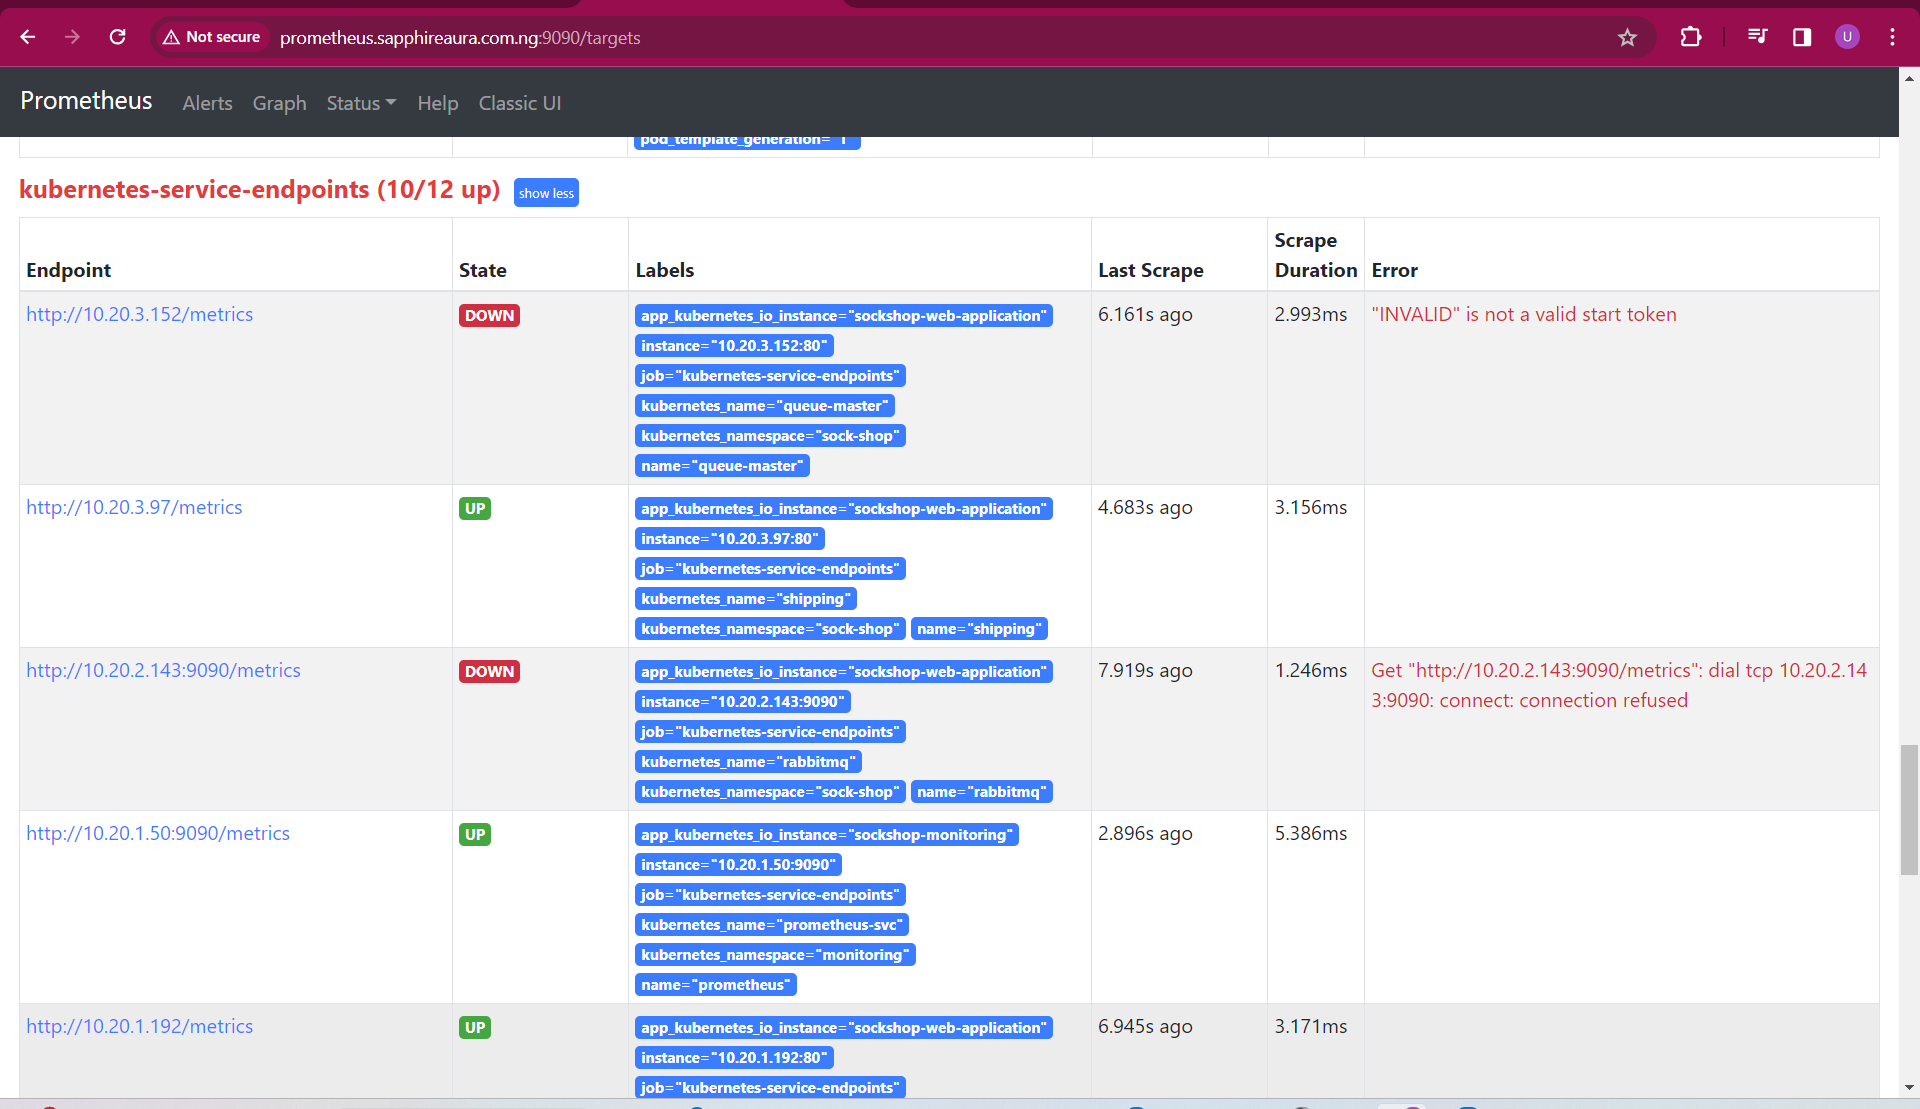 Not secure prometheus.sapphireaura.com.ng:9090/targets U
Prometheus Alerts Graph Status Help Classic UI
pod_template_generation="1"
kubernetes-service-endpoints (10/12 up) show less
Endpoint State Labels Last Scrape Scrape Duration Error
http://10.20.3.152/metrics DOWN app_kubernetes_io_instance="sockshop-web-application" 6.161s ago 2.993ms "INVALID" is not a valid start token
instance="10.20.3.152:80"
job="kubernetes-service-endpoints"
kubernetes_name="queue-master"
kubernetes_namespace="sock-shop"
name="queue-master"
http://10.20.3.97/metrics UP app_kubernetes_io_instance="sockshop-web-application" 4.683s ago 3.156ms
instance="10.20.3.97:80"
job="kubernetes-service-endpoints"
kubernetes_name="shipping"
kubernetes_namespace="sock-shop" name="shipping"
http://10.20.2.143:9090/metrics DOWN app_kubernetes_io_instance="sockshop-web-application" 7.919s ago 1.246ms Get "http://10.20.2.143:9090/metrics": dial tcp 10.20.2.14
3:9090: connect: connection refused
instance="10.20.2.143:9090"
job="kubernetes-service-endpoints"
kubernetes_name="rabbitmq"
kubernetes_namespace="sock-shop" name="rabbitmq"
http://10.20.1.50:9090/metrics UP app_kubernetes_io_instance="sockshop-monitoring" 2.896s ago 5.386ms
instance="10.20.1.50:9090"
job="kubernetes-service-endpoints"
kubernetes_name="prometheus-svc"
kubernetes_namespace="monitoring"
name="prometheus"
http://10.20.1.192/metrics UP app_kubernetes_io_instance="sockshop-web-application" 6.945s ago 3.171ms
instance="10.20.1.192:80"
job="kubernetes-service-endpoints"